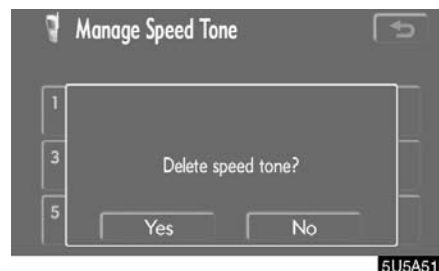 Manage Speed Tone
1
3
Delete speed tone?
5
Yes No
5U5A51